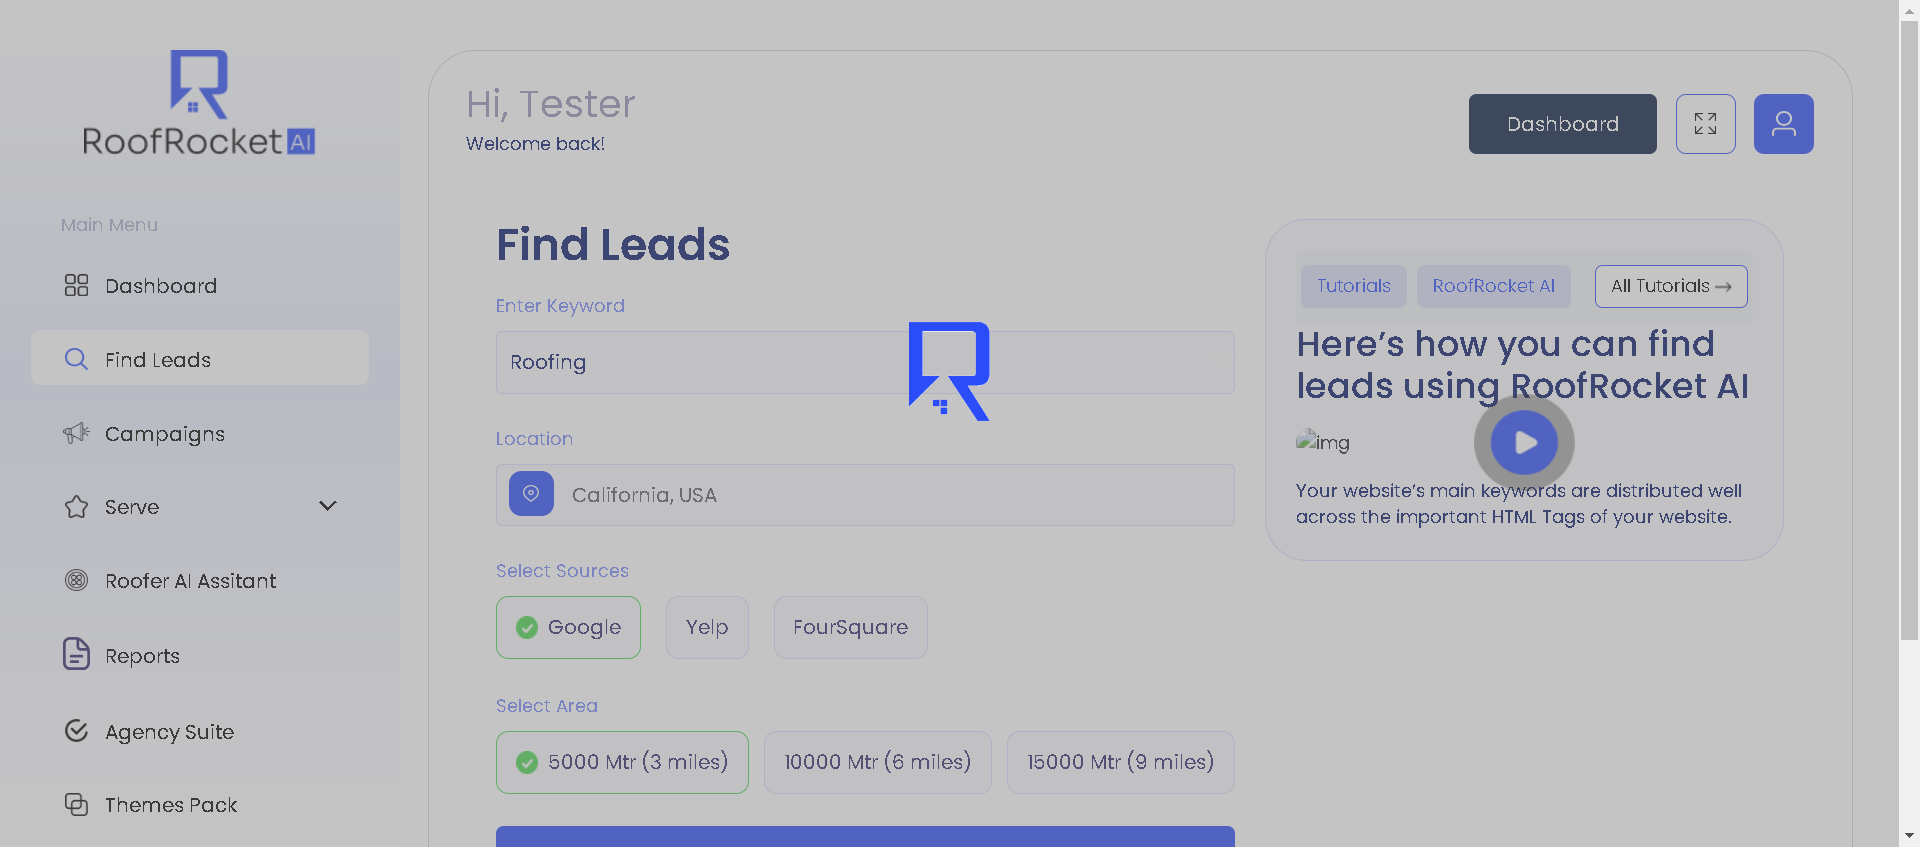 RoofRocket AI
Main Menu
Dashboard
Find Leads
Campaigns
Serve
Roofer AI Assitant
Reports
Agency Suite
Themes Pack
Hi, Tester
Welcome back!
Dashboard
Find Leads
Enter Keyword
Roofing
Location
California, USA
Select Sources
Google
Yelp
FourSquare
Select Area
5000 Mtr (3 miles)
10000 Mtr (6 miles)
15000 Mtr (9 miles)
Tutorials
RoofRocket AI
All Tutorials
Here's how you can find
leads using RoofRocket AI
img
Your website's main keywords are distributed well
across the important HTML Tags of your website.